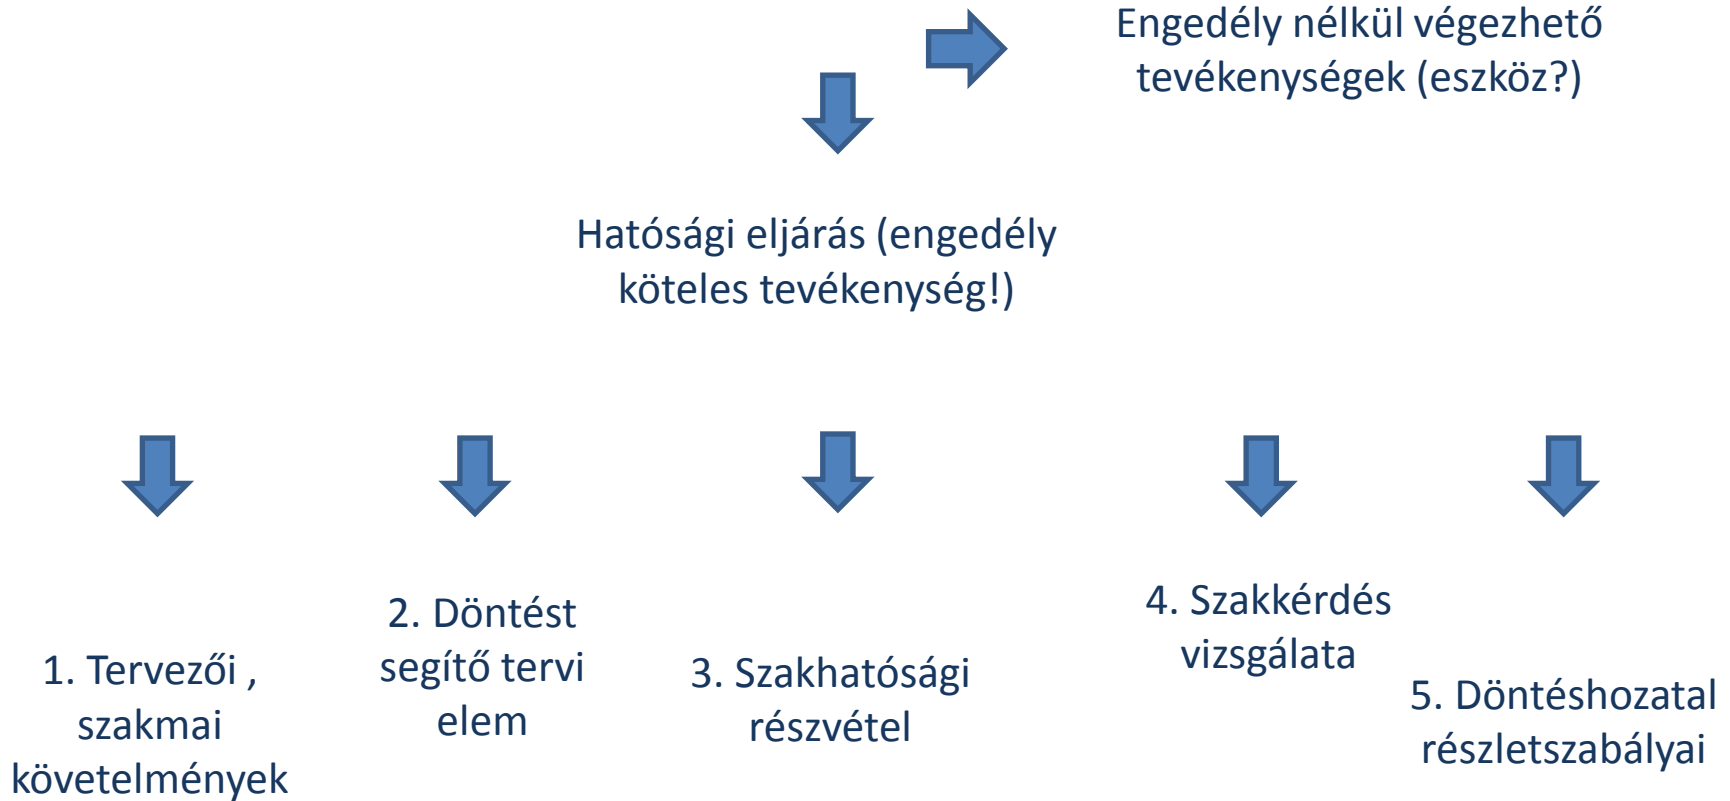 Engedély nélkül végezhető
tevékenységek (eszköz?)
Hatósági eljárás (engedély
köteles tevékenység!)
1. Tervezői ,
szakmai
követelmények
2. Döntést
segítő tervi
elem
3. Szakhatósági
részvétel
4. Szakkérdés
vizsgálata
5. Döntéshozatal
részletszabályai